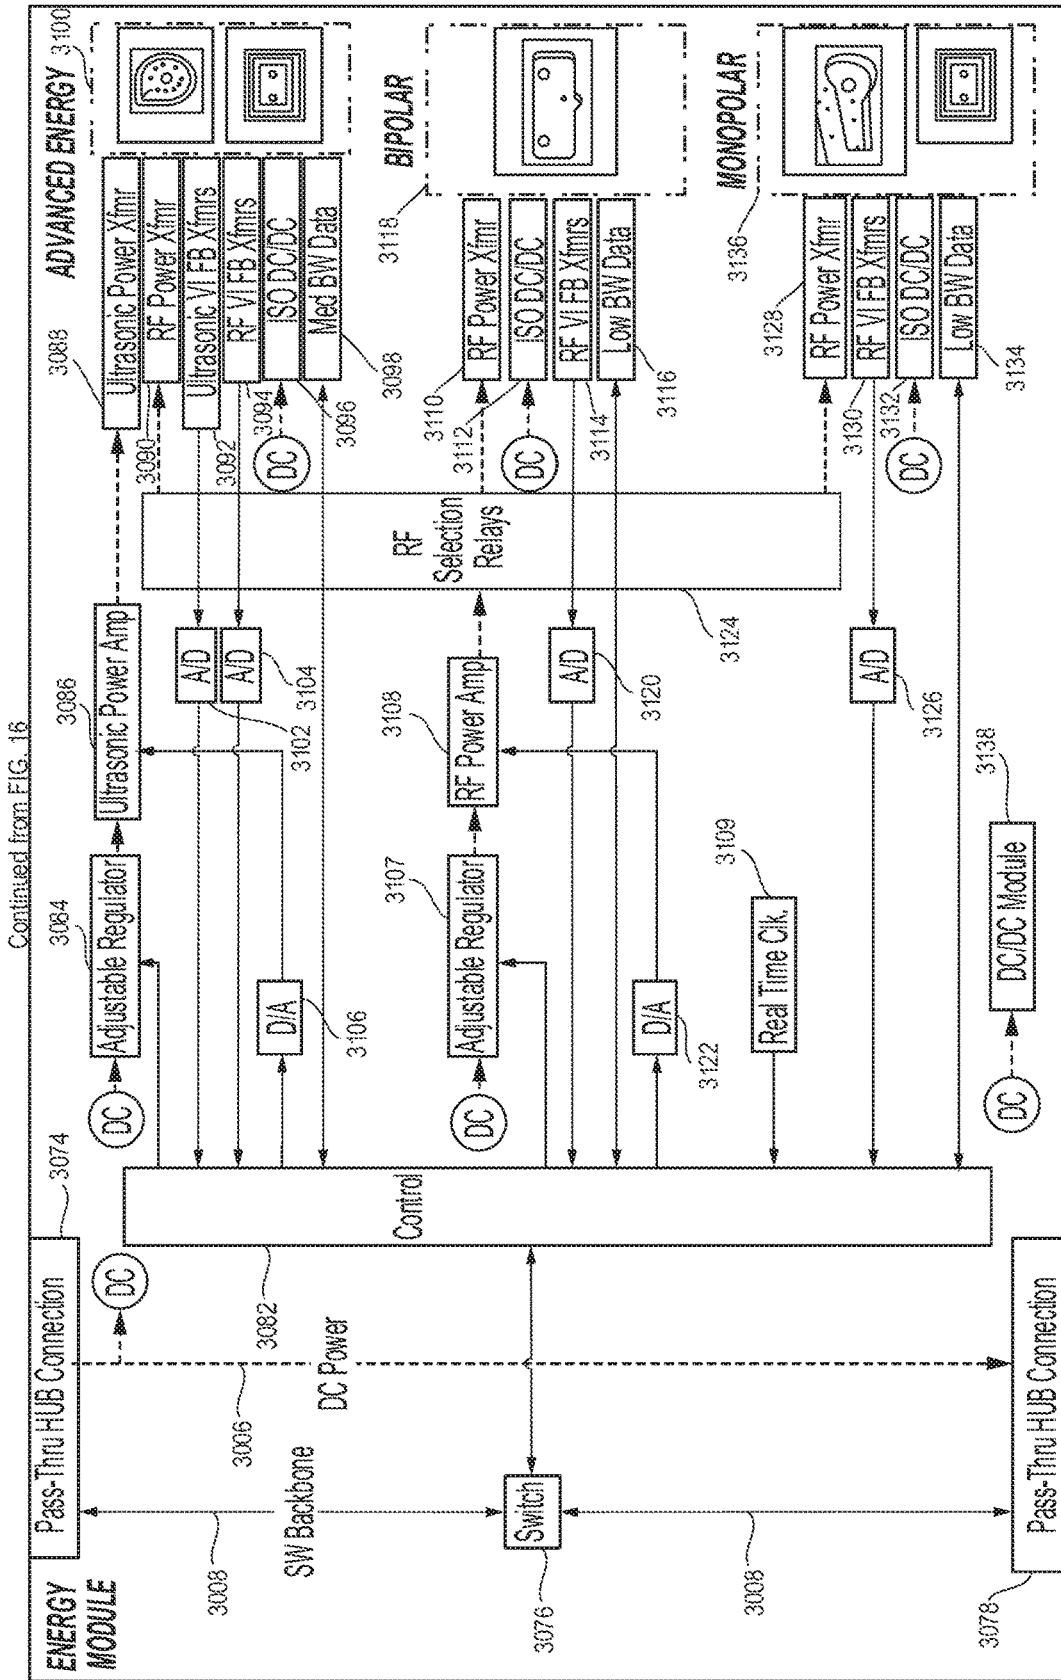 Continued from FIG. 16
ENERGY
MODULE
Pass-Thru HUB Connection
3074
3008
3006
SW Backbone
DC Power
DC
Switch
3076
3008
Pass-Thru HUB Connection
3078
Control
3082
DC
Adjustable Regulator
3084
Ultrasonic Power Amp
3086
D/A
3106
A/D
3102
A/D
3104
DC
Adjustable Regulator
3107
RF Power Amp
3108
D/A
3122
A/D
3120
Real Time Clk.
3109
A/D
3126
DC
DC/DC Module
3138
RF
Selection
Relays
3124
ADVANCED ENERGY
3100
3088
Ultrasonic Power Xfmr
3090
RF Power Xfmr
3092
Ultrasonic VI FB Xfmrs
3094
RF VI FB Xfmrs
3096
DC
ISO DC/DC
3098
Med BW Data
BIPOLAR
3118
3110
RF Power Xfmr
3112
DC
ISO DC/DC
3114
RF VI FB Xfmrs
3116
Low BW Data
MONOPOLAR
3136
3128
RF Power Xfmr
3130
RF VI FB Xfmrs
3132
DC
ISO DC/DC
3134
Low BW Data